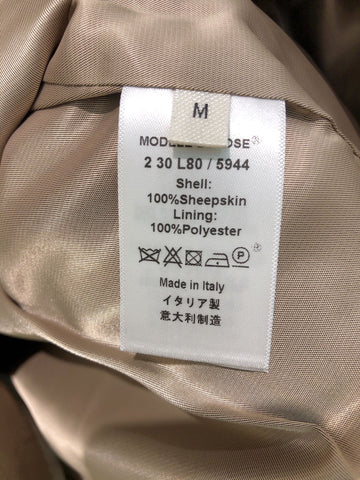 M
MODELE
2 30 L80 / 5944
Shell:
100%Sheepskin
Lining:
100%Polyester
Made in Italy
イタリア製
意大利制造